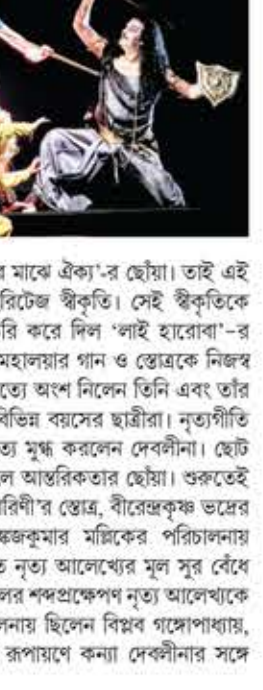 র মাঝে ঐক্য'-র ছোঁয়া। তাই এই
রিটেজ স্বীকৃতি। সেই স্বীকৃতিকে
রি করে দিল ‘লাই হারোবা’-র
মহালয়ার গান ও স্তোত্রকে নিজস্ব
ত্যে অংশ নিলেন তিনি এবং তাঁর
বিভিন্ন বয়সের ছাত্রীরা। নৃত্যগীতি
ত্য মুগ্ধ করলেন দেবলীনা। ছোট
ল আন্তরিকতার ছোঁয়া। শুরুতেই
রিণী'র স্তোত্র, বীরেন্দ্রকৃষ্ণ ভদ্রের
ঙ্কজকুমার মল্লিকের পরিচালনায়
ত নৃত্য আলেখ্যের মূল সুর বেঁধে
লের শব্দপ্রক্ষেপণ নৃত্য আলেখ্যকে
লনায় ছিলেন বিপ্লব গঙ্গোপাধ্যায়,
রূপায়ণে কন্যা দেবলীনার সঙ্গে